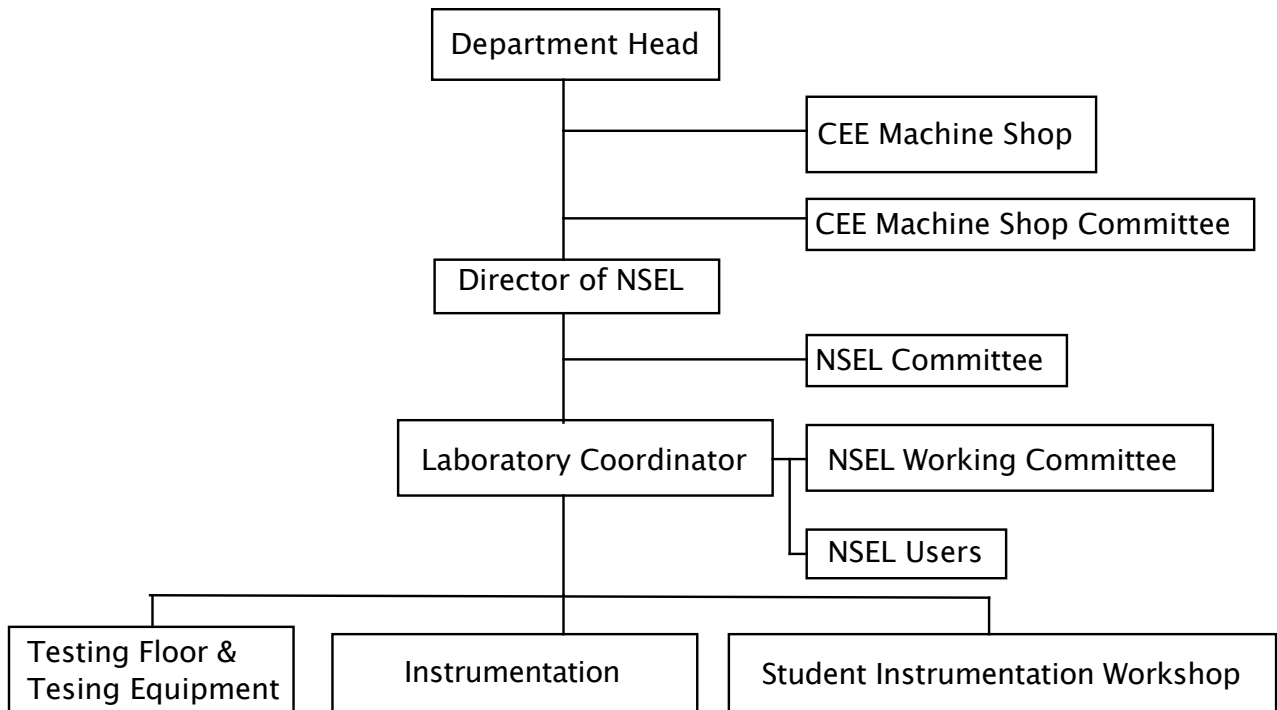 Department Head
CEE Machine Shop
CEE Machine Shop Committee
Director of NSEL
NSEL Committee
Laboratory Coordinator
NSEL Working Committee
NSEL Users
Testing Floor &
Tesing Equipment
Instrumentation
Student Instrumentation Workshop